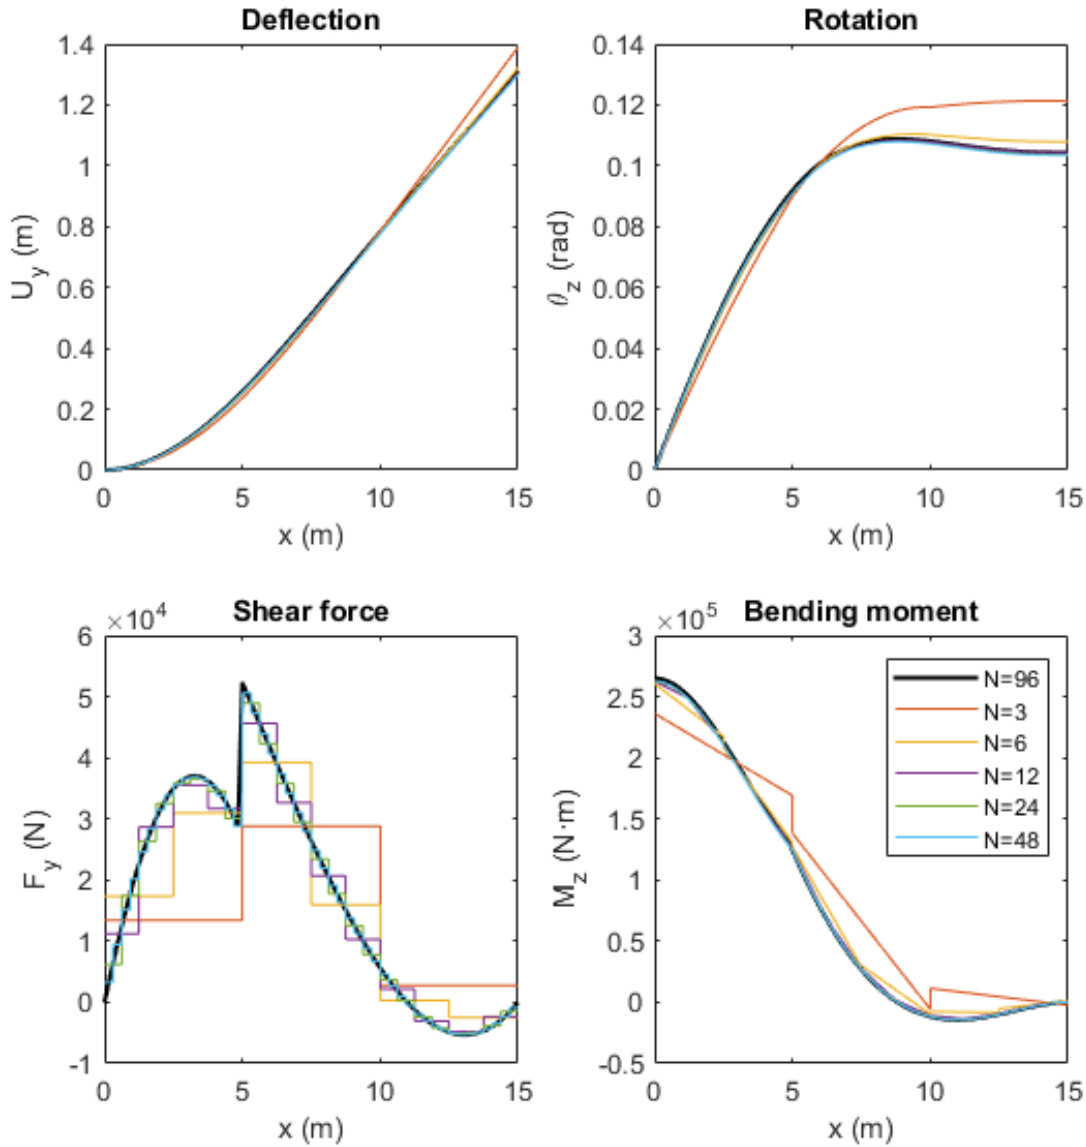 Deflection
1.4
1.2
1
0.8
0.6
0.4
0.2
0
0 5 10 15
U_y (m)
x (m)
Rotation
0.14
0.12
0.1
0.08
0.06
0.04
0.02
0
0 5 10 15
θ_z (rad)
x (m)
Shear force
×10^4
6
5
4
3
2
1
0
-1
0 5 10 15
F_y (N)
x (m)
Bending moment
×10^5
3
2.5
2
1.5
1
0.5
0
-0.5
0 5 10 15
M_z (N·m)
x (m)
N=96
N=3
N=6
N=12
N=24
N=48